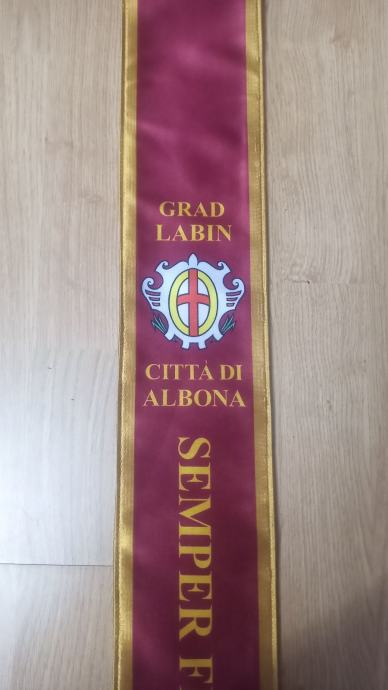 GRAD
LABIN
CITTÀ DI
ALBONA
SEMPER F